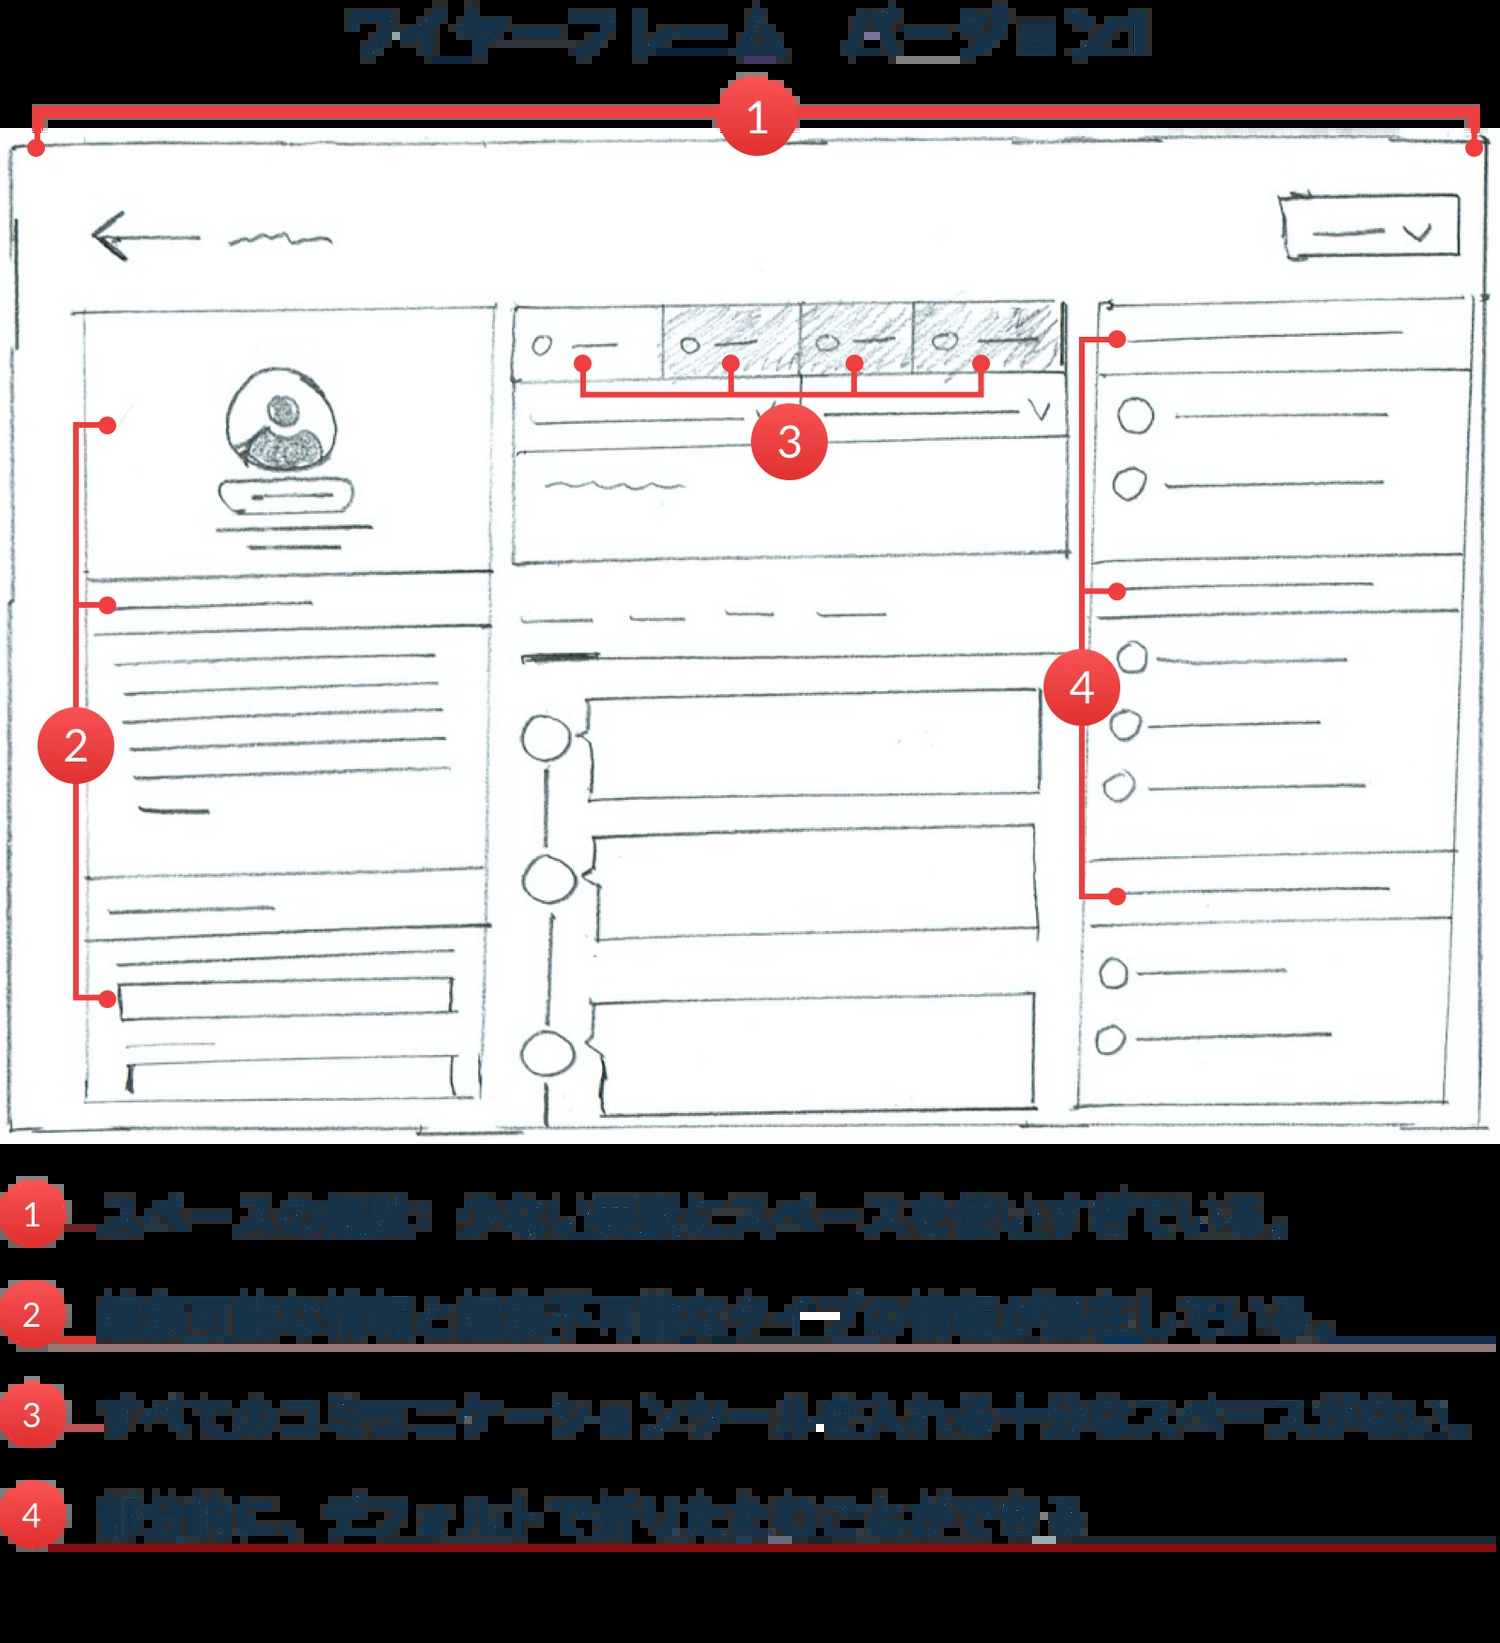 ワイヤーフレーム バージョン1
1
3
4
2
1 スペースの問題: 少ない要素にスペースを使いすぎている。
2 編集可能な情報と編集不可能なタイプの情報が混在している。
3 すべてのコミュニケーションツールを入れる十分なスペースがない。
4 部分的に、デフォルトで折りたたむことができる